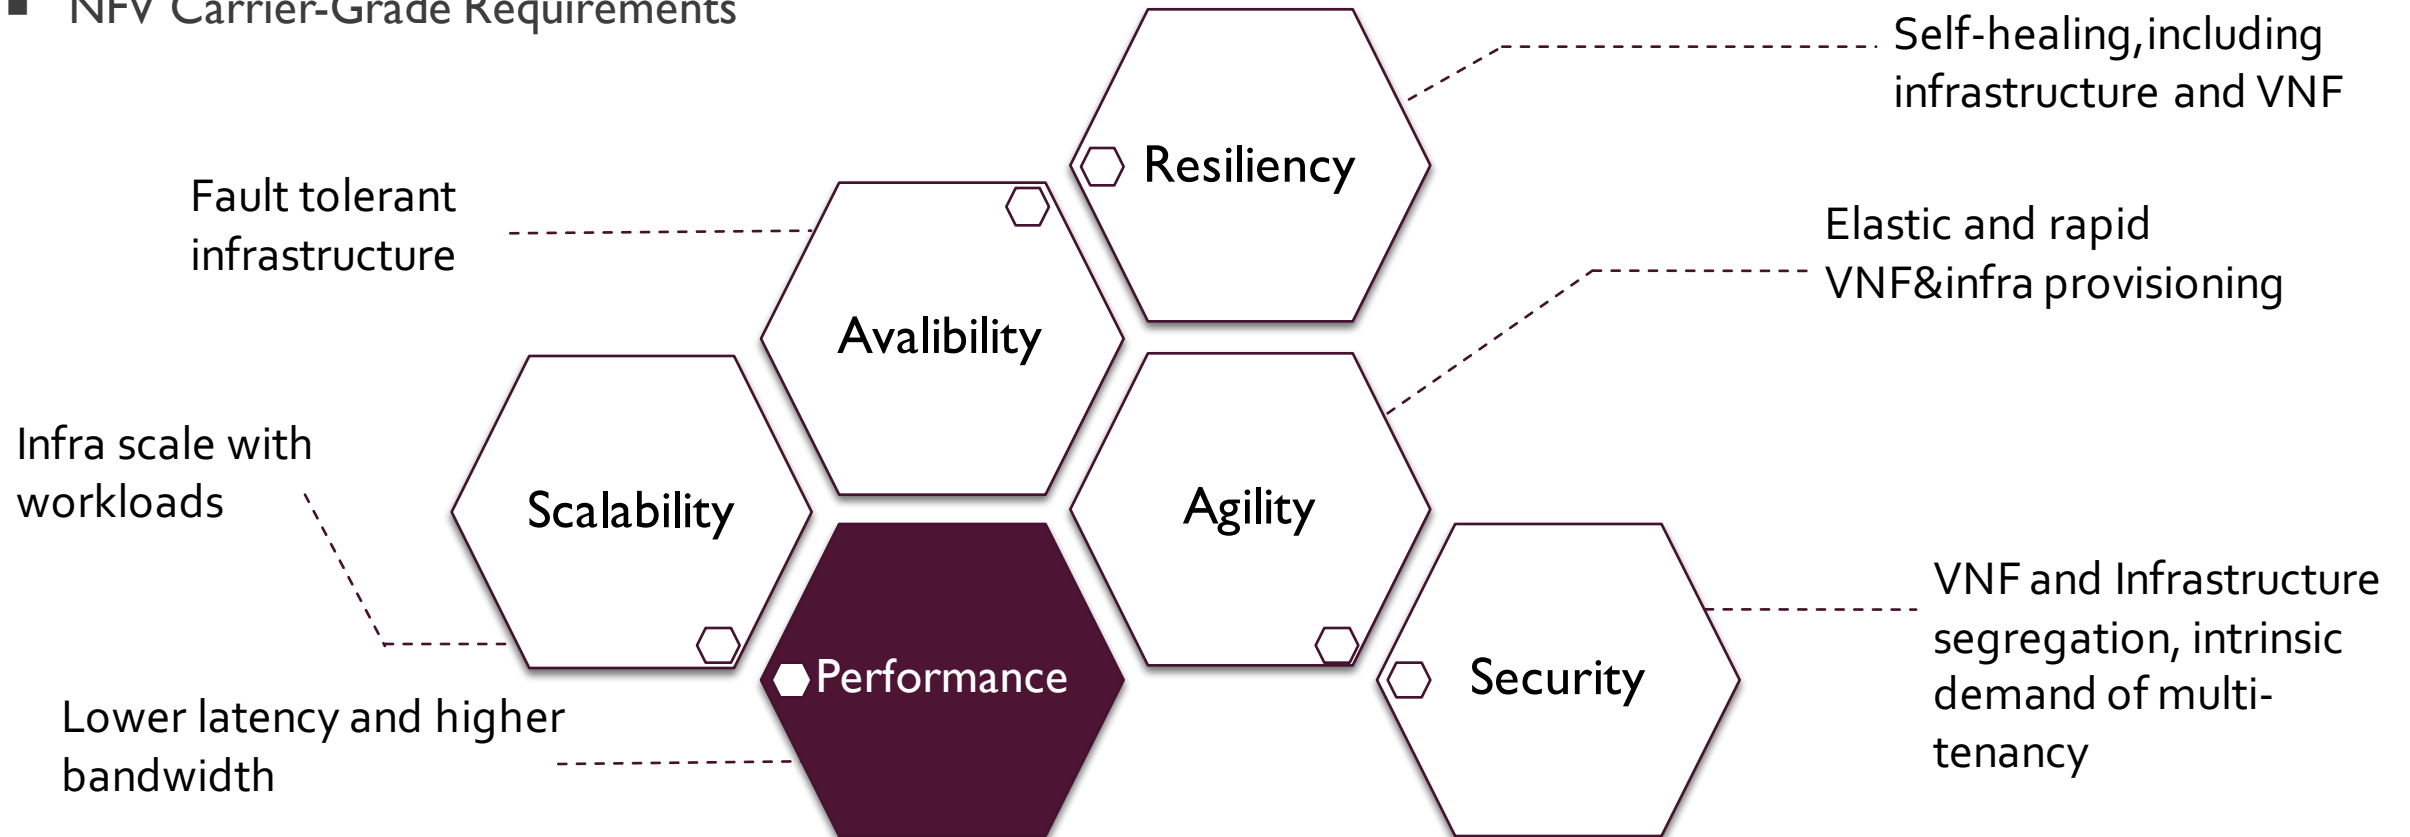 NFV Carrier-Grade Requirements
Self-healing,including
infrastructure and VNF
Resiliency
Fault tolerant
infrastructure
Elastic and rapid
VNF&infra provisioning
Avalibility
Infra scale with
workloads
Scalability
Agility
VNF and Infrastructure
segregation, intrinsic
demand of multi-
tenancy
Performance
Security
Lower latency and higher
bandwidth